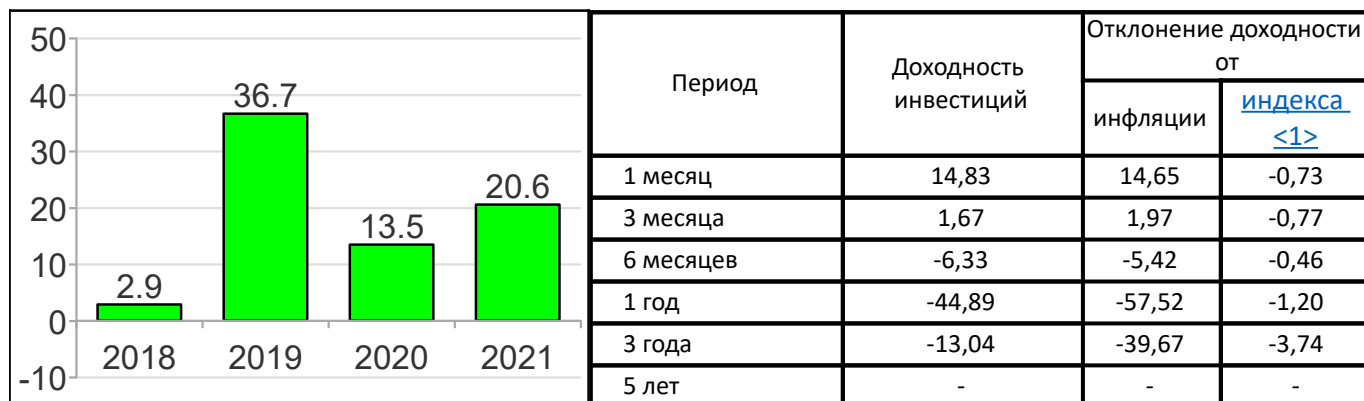 50
40
30
20
10
0
-10
2.9
36.7
13.5
20.6
2018 2019 2020 2021
Период
Доходность
инвестиций
Отклонение доходности
от
инфляции
индекса
<1>
1 месяц 14,83 14,65 -0,73
3 месяца 1,67 1,97 -0,77
6 месяцев -6,33 -5,42 -0,46
1 год -44,89 -57,52 -1,20
3 года -13,04 -39,67 -3,74
5 лет - - -